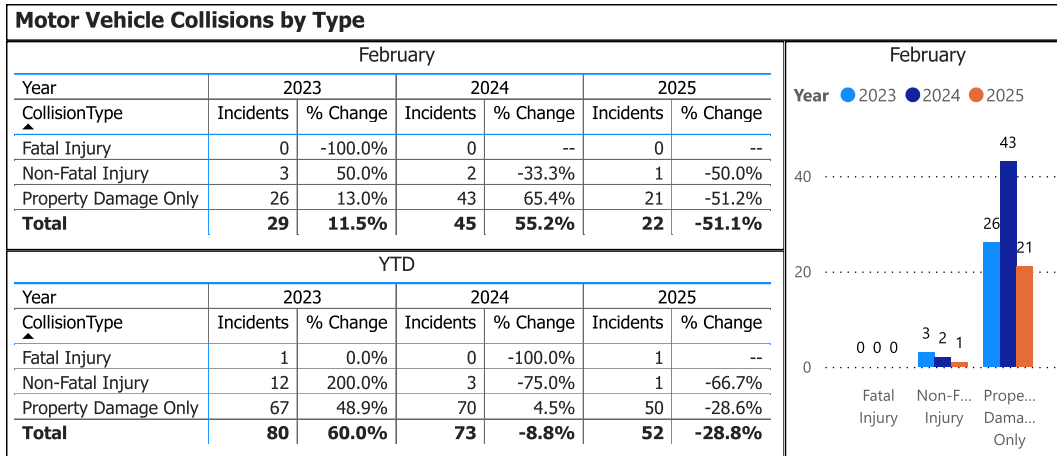 Motor Vehicle Collisions by Type
February
Year 2023 2024 2025
CollisionType Incidents % Change Incidents % Change Incidents % Change
Fatal Injury 0 -100.0% 0 -- 0 --
Non-Fatal Injury 3 50.0% 2 -33.3% 1 -50.0%
Property Damage Only 26 13.0% 43 65.4% 21 -51.2%
Total 29 11.5% 45 55.2% 22 -51.1%
YTD
Year 2023 2024 2025
CollisionType Incidents % Change Incidents % Change Incidents % Change
Fatal Injury 1 0.0% 0 -100.0% 1 --
Non-Fatal Injury 12 200.0% 3 -75.0% 1 -66.7%
Property Damage Only 67 48.9% 70 4.5% 50 -28.6%
Total 80 60.0% 73 -8.8% 52 -28.8%
February
Year 2023 2024 2025
43
40
26
21
20
3 2 1
0 0 0
0
Fatal Non-F... Prope...
Injury Injury Dama...
Only